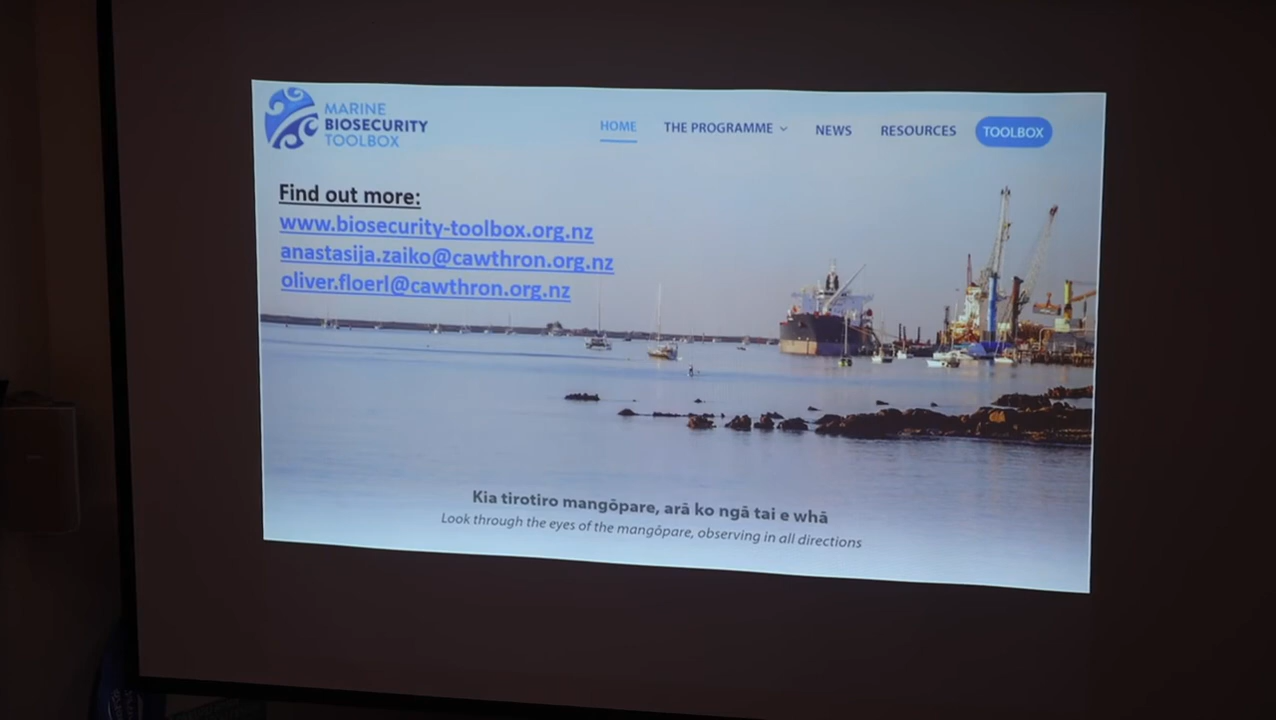 MARINE
BIOSECURITY
TOOLBOX
HOME THE PROGRAMME NEWS RESOURCES TOOLBOX
Find out more:
www.biosecurity-toolbox.org.nz
anastasija.zaiko@cawthron.org.nz
oliver.floerl@cawthron.org.nz
Kia tirotiro mangōpare, arā ko ngā tai e whā
Look through the eyes of the mangōpare, observing in all directions